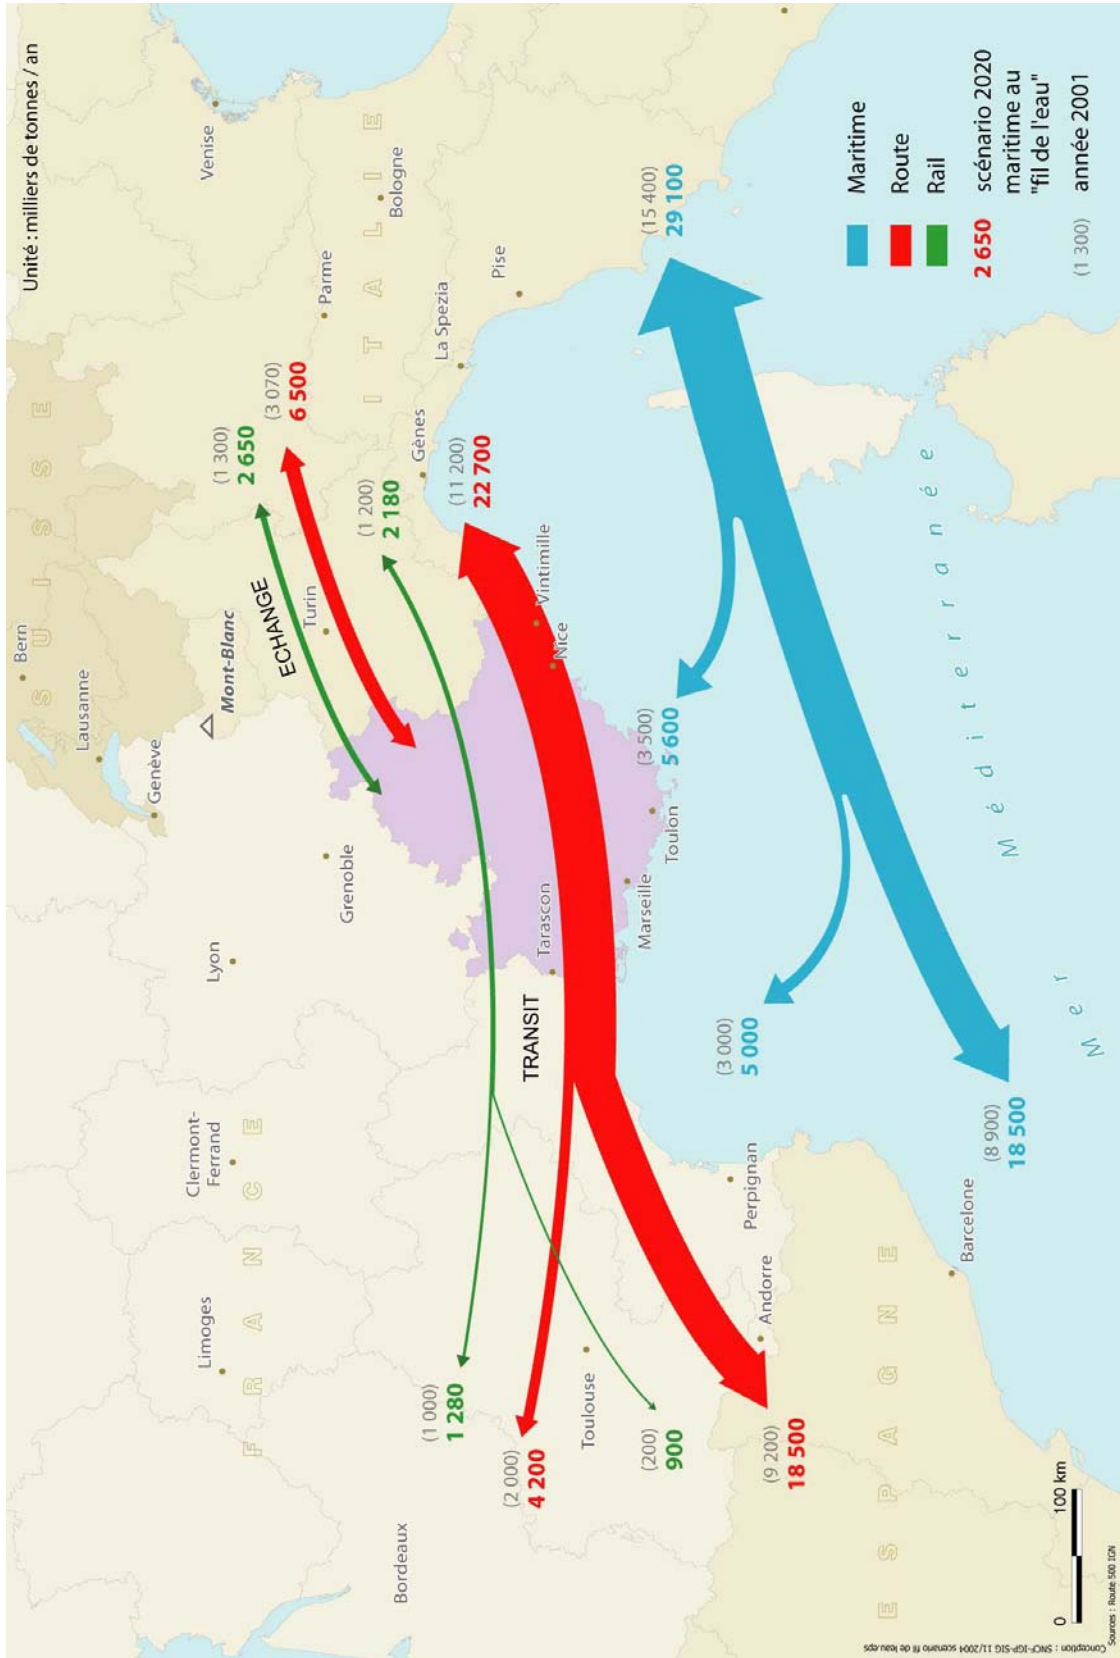 Unité : milliers de tonnes / an
Bern
S U I S S E
Lausanne
Genève
Mont-Blanc
Venise
Lyon
Clermont-
Ferrand
Limoges
F R A N C E
Grenoble
Turin
ECHANGE
(1 300)
2 650
(3 070)
6 500
Parme
Bologne
I T A L I E
(1 200)
2 180
Gènes
La Spezia
Pise
(11 200)
22 700
Vintimille
Nice
Bordeaux
(1 000)
1 280
(2 000)
4 200
Toulouse
(200)
900
TRANSIT
Tarascon
Marseille
Toulon
(3 500)
5 600
(15 400)
29 100
(9 200)
18 500
Andorre
Perpignan
(3 000)
5 000
E S P A G N E
Barcelone
(8 900)
18 500
Mer Méditerranée
Maritime
Route
Rail
2 650
scénario 2020
maritime au
"fil de l'eau"
(1 300)
année 2001
0
100 km
Sources : Route 500 IGN
Conception : SNCF-IGP-SIG 11/2004 scenario fil de leau.eps